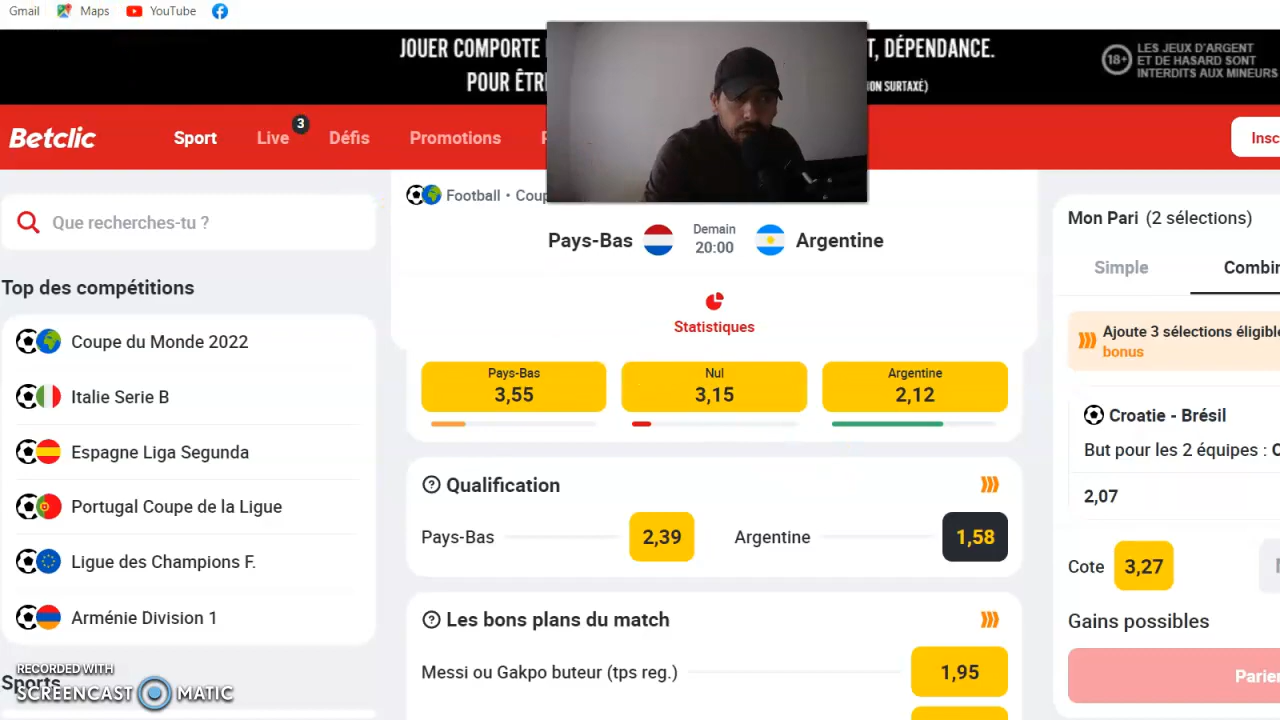 Gmail Maps YouTube
JOUER COMPORTE T, DÉPENDANCE.
POUR ÊTR ON SURTAXÉ)
18+ LES JEUX D'ARGENT
ET DE HASARD SONT
INTERDITS AUX MINEURS
Betclic Sport Live 3 Défis Promotions Insc
Que recherches-tu ?
Top des compétitions
Coupe du Monde 2022
Italie Serie B
Espagne Liga Segunda
Portugal Coupe de la Ligue
Ligue des Champions F.
Arménie Division 1
Sports
RECORDED WITH
SCREENCAST MATIC
Football • Coup
Pays-Bas Demain Argentine
20:00
Statistiques
Pays-Bas Nul Argentine
3,55 3,15 2,12
? Qualification
Pays-Bas 2,39 Argentine 1,58
? Les bons plans du match
Messi ou Gakpo buteur (tps reg.) 1,95
Mon Pari (2 sélections)
Simple Combin
Ajoute 3 sélections éligible
bonus
Croatie - Brésil
But pour les 2 équipes : O
2,07
Cote 3,27
Gains possibles
Parier